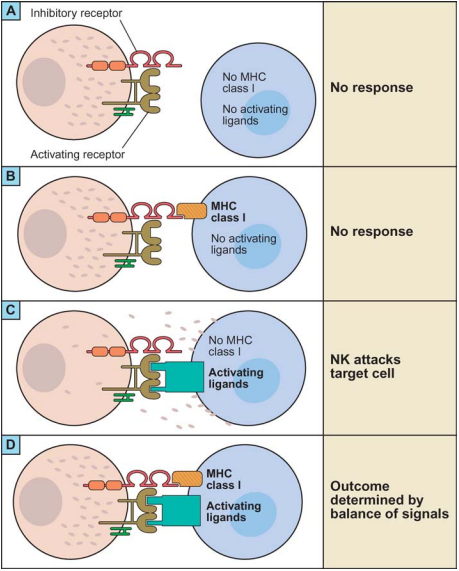 A
Inhibitory receptor
No MHC
class I
No activating
ligands
Activating receptor
No response
B
MHC
class I
No activating
ligands
No response
C
No MHC
class I
Activating
ligands
NK attacks
target cell
D
MHC
class I
Activating
ligands
Outcome
determined by
balance of signals